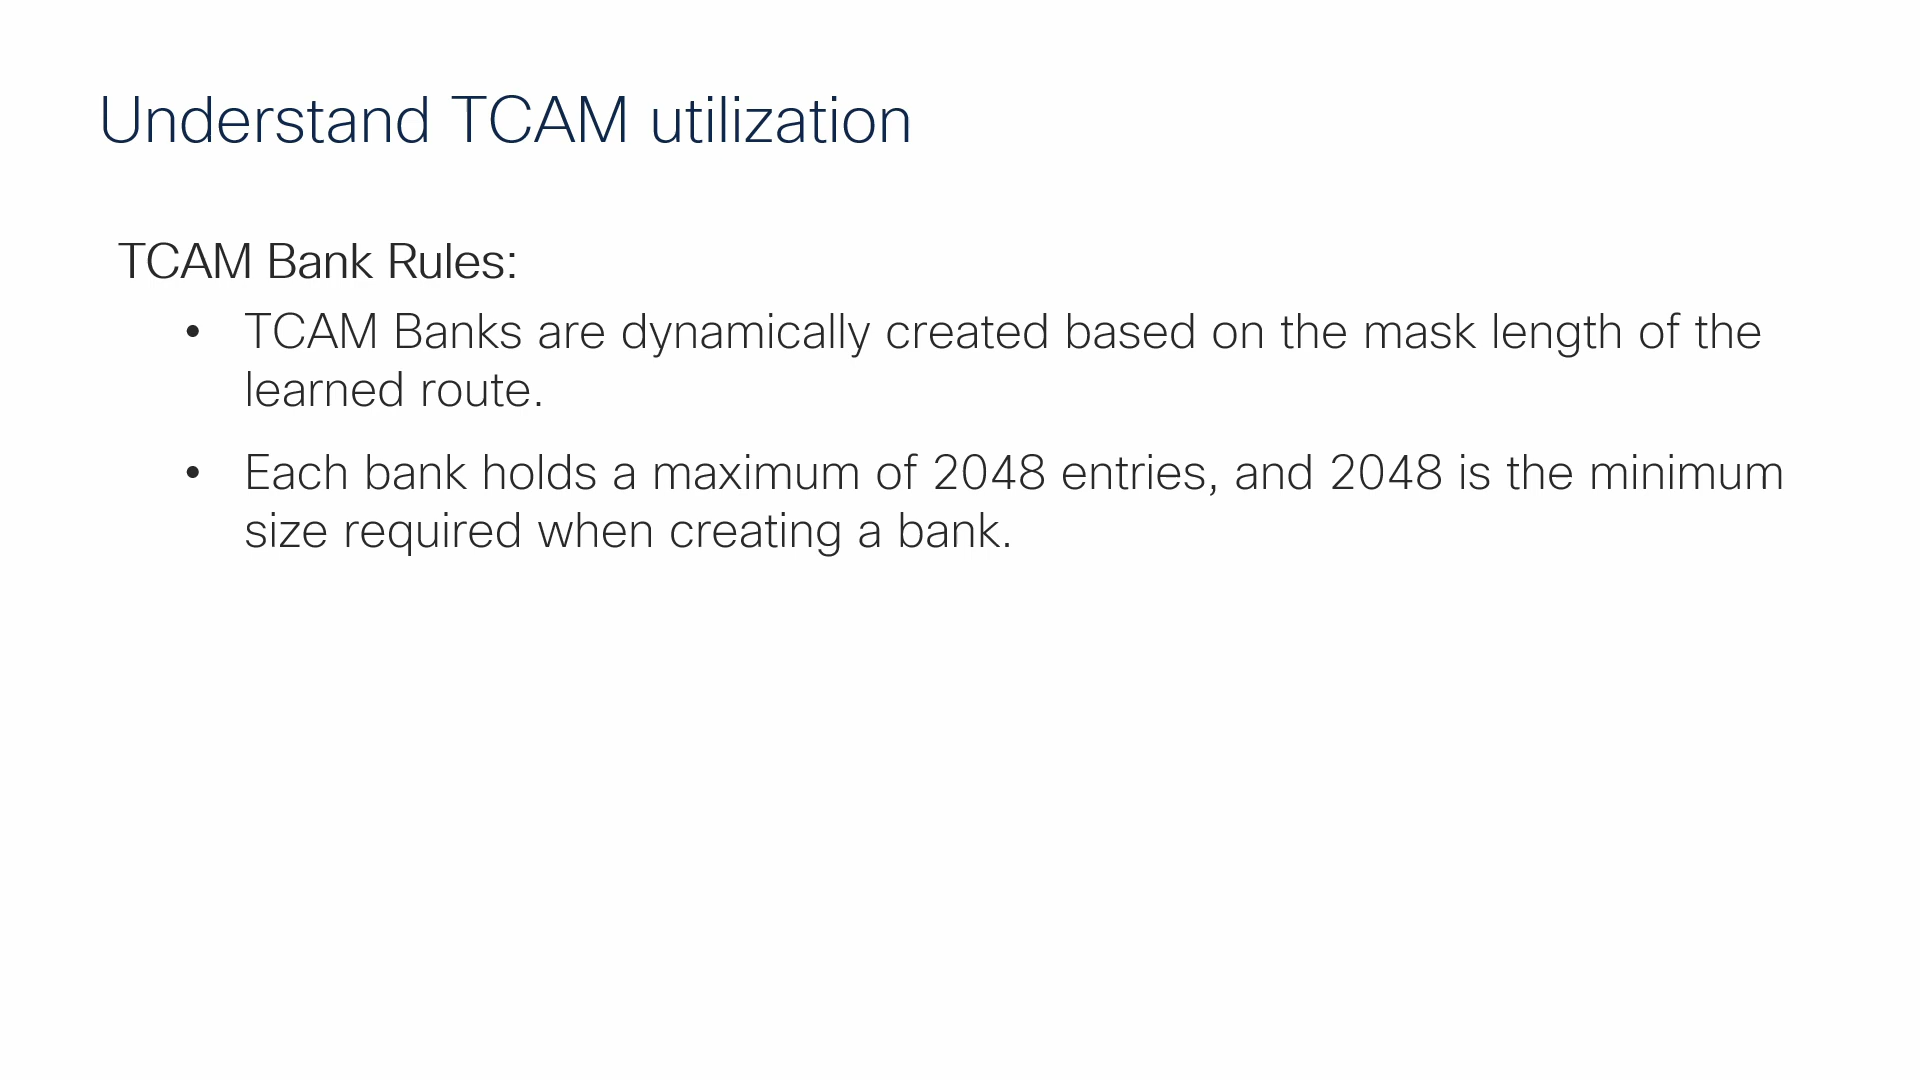 Understand TCAM utilization
TCAM Bank Rules:
• TCAM Banks are dynamically created based on the mask length of the
learned route.
• Each bank holds a maximum of 2048 entries, and 2048 is the minimum
size required when creating a bank.